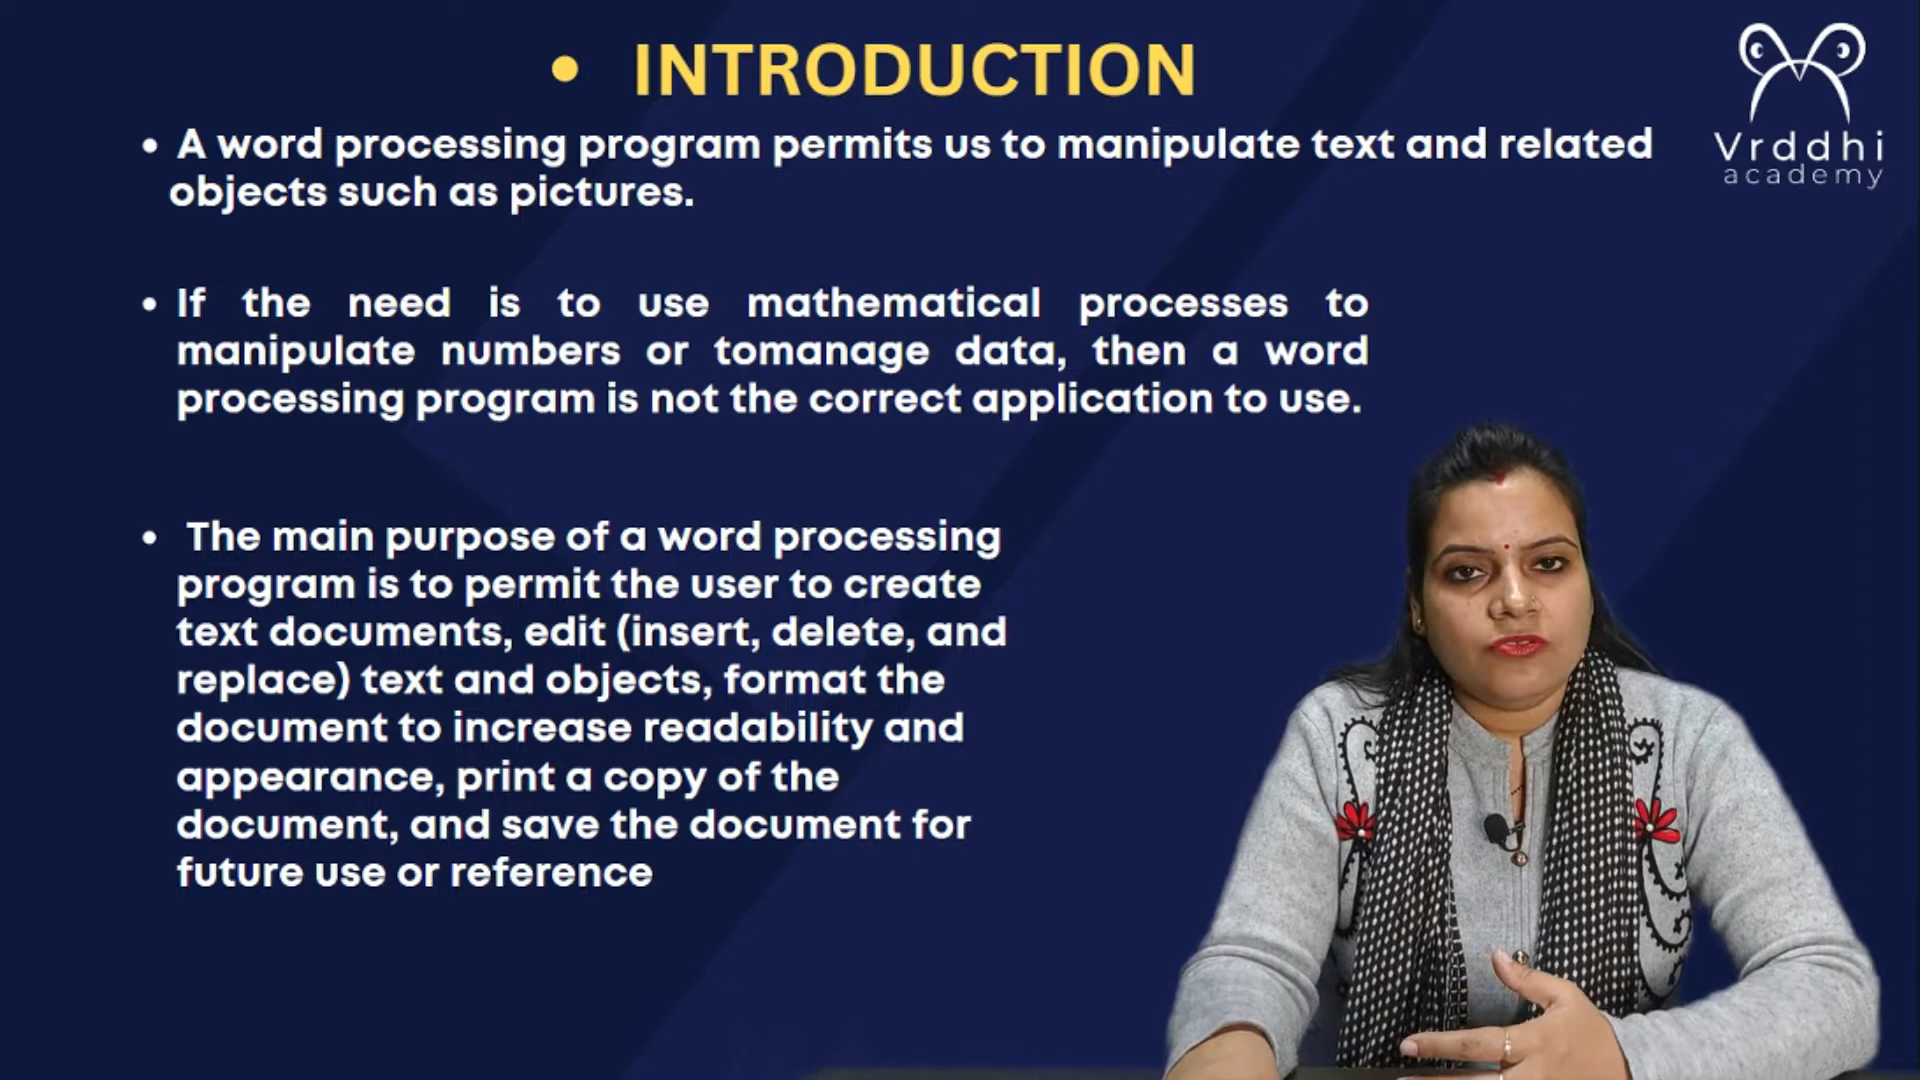 • INTRODUCTION
• A word processing program permits us to manipulate text and related
objects such as pictures.
• If the need is to use mathematical processes to
manipulate numbers or tomanage data, then a word
processing program is not the correct application to use.
• The main purpose of a word processing
program is to permit the user to create
text documents, edit (insert, delete, and
replace) text and objects, format the
document to increase readability and
appearance, print a copy of the
document, and save the document for
future use or reference
Vrddhi
academy